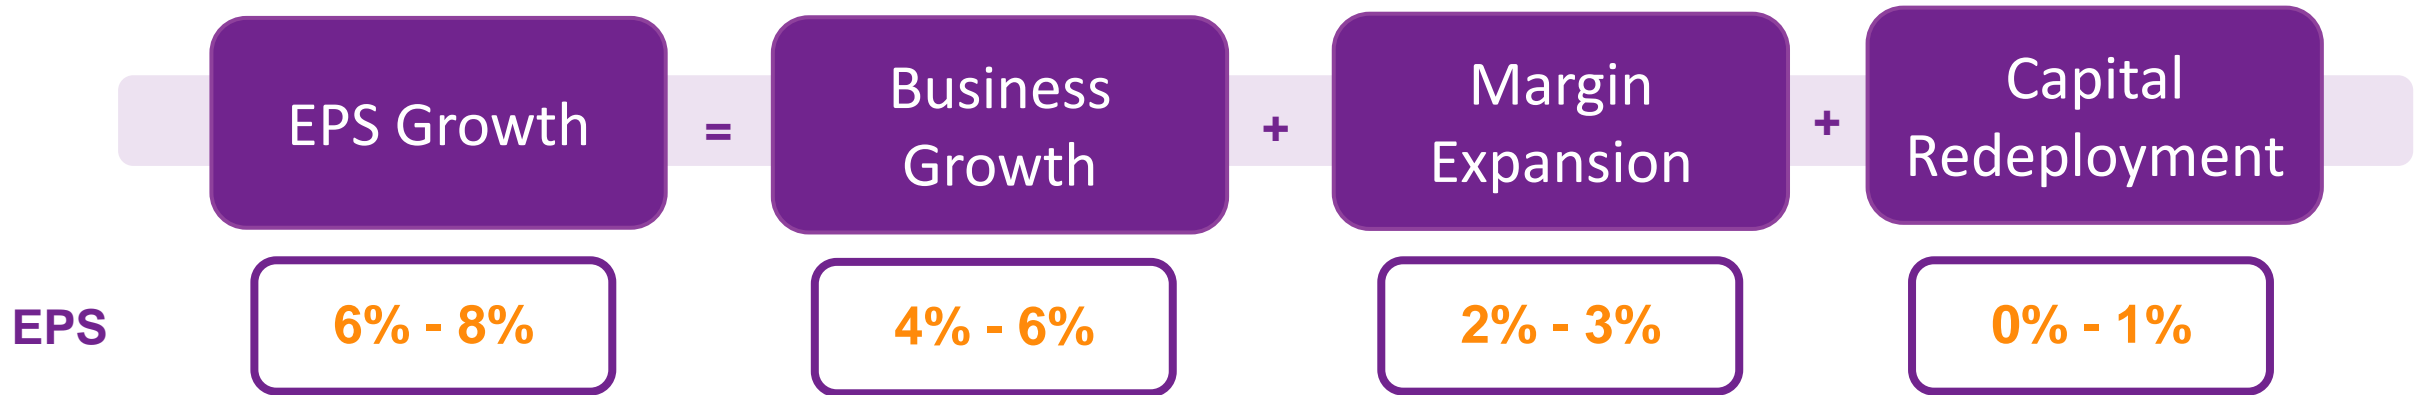 EPS Growth
=
Business
Growth
+
Margin
Expansion
+
Capital
Redeployment
EPS
6% - 8%
4% - 6%
2% - 3%
0% - 1%